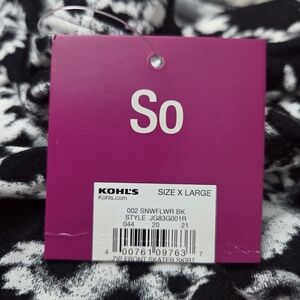 So
KOHL'S
Kohls.com
SIZE X LARGE
002 SNWFLWR BK
STYLE JG83G001R
044 20 21
4 00761 09763 7
ZIP FRONT SKATER SKIRT